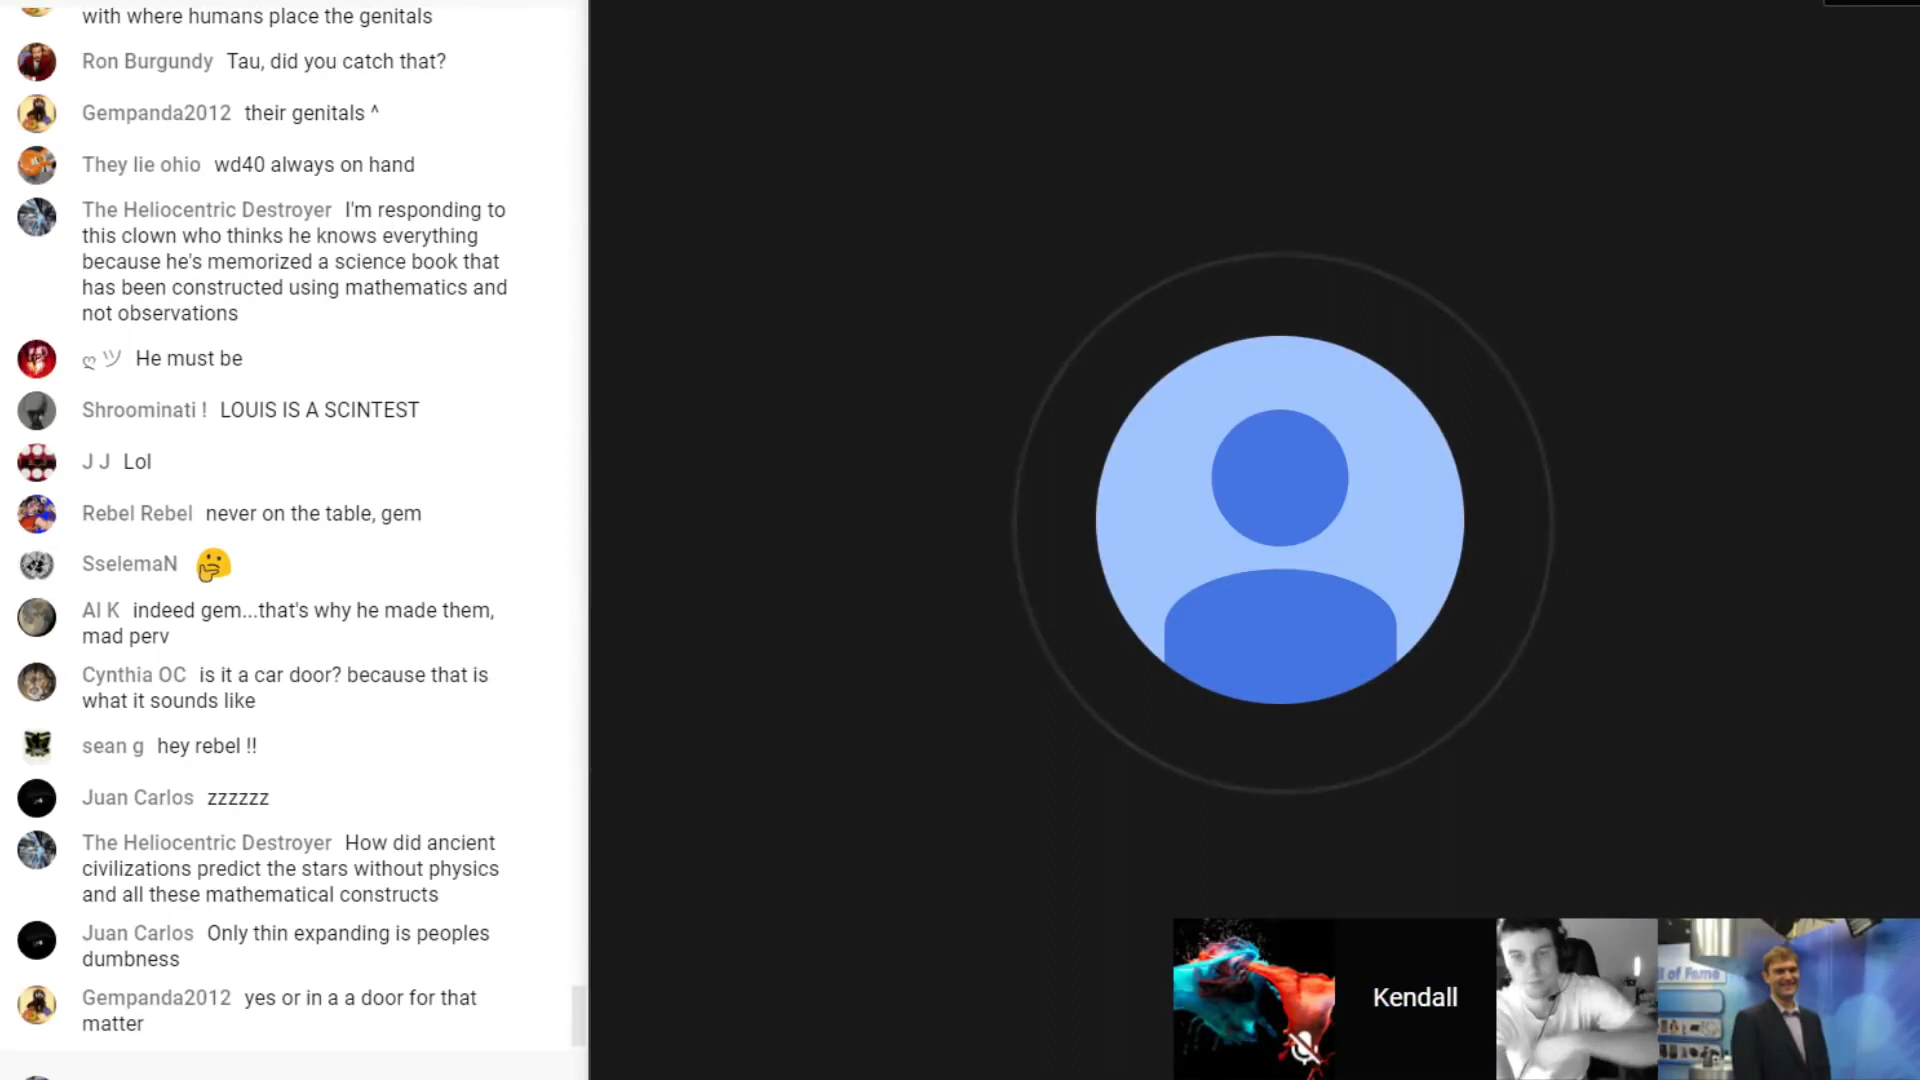 with where humans place the genitals
Ron Burgundy Tau, did you catch that?
Gempanda2012 their genitals ^
They lie ohio wd40 always on hand
The Heliocentric Destroyer I'm responding to
this clown who thinks he knows everything
because he's memorized a science book that
has been constructed using mathematics and
not observations
ღ ツ He must be
Shroominati ! LOUIS IS A SCINTEST
J J Lol
Rebel Rebel never on the table, gem
SselemaN 🤔
Al K indeed gem...that's why he made them,
mad perv
Cynthia OC is it a car door? because that is
what it sounds like
sean g hey rebel !!
Juan Carlos zzzzzz
The Heliocentric Destroyer How did ancient
civilizations predict the stars without physics
and all these mathematical constructs
Juan Carlos Only thin expanding is peoples
dumbness
Gempanda2012 yes or in a a door for that
matter
Kendall
of Fame